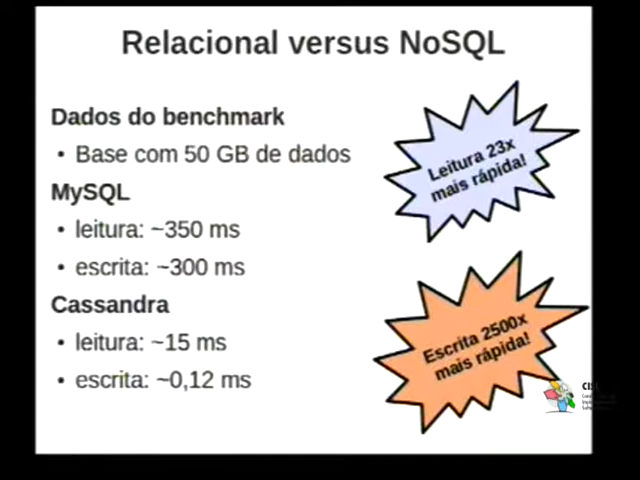 Relacional versus NoSQL
Dados do benchmark
• Base com 50 GB de dados
MySQL
• leitura: ~350 ms
• escrita: ~300 ms
Cassandra
• leitura: ~15 ms
• escrita: ~0,12 ms
Leitura 23x
mais rápida!
Escrita 2500x
mais rápida!